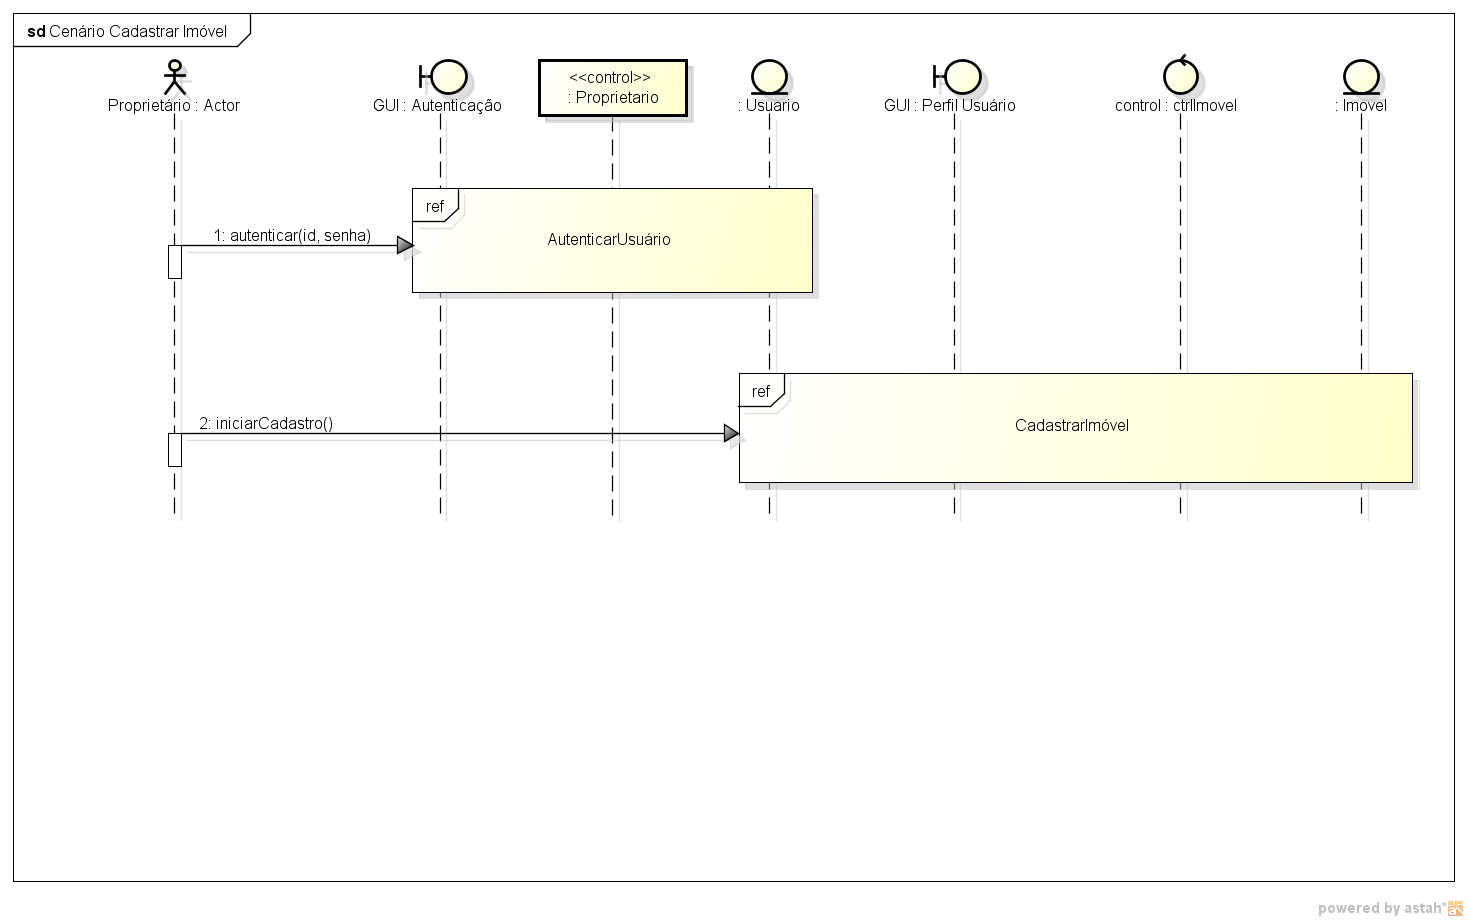 sd Cenário Cadastrar Imóvel
Proprietário : Actor
GUI : Autenticação
<<control>>
: Proprietario
: Usuario
GUI : Perfil Usuário
control : ctrlImovel
: Imovel
ref
AutenticarUsuário
1: autenticar(id, senha)
ref
CadastrarImóvel
2: iniciarCadastro()
powered by astah*